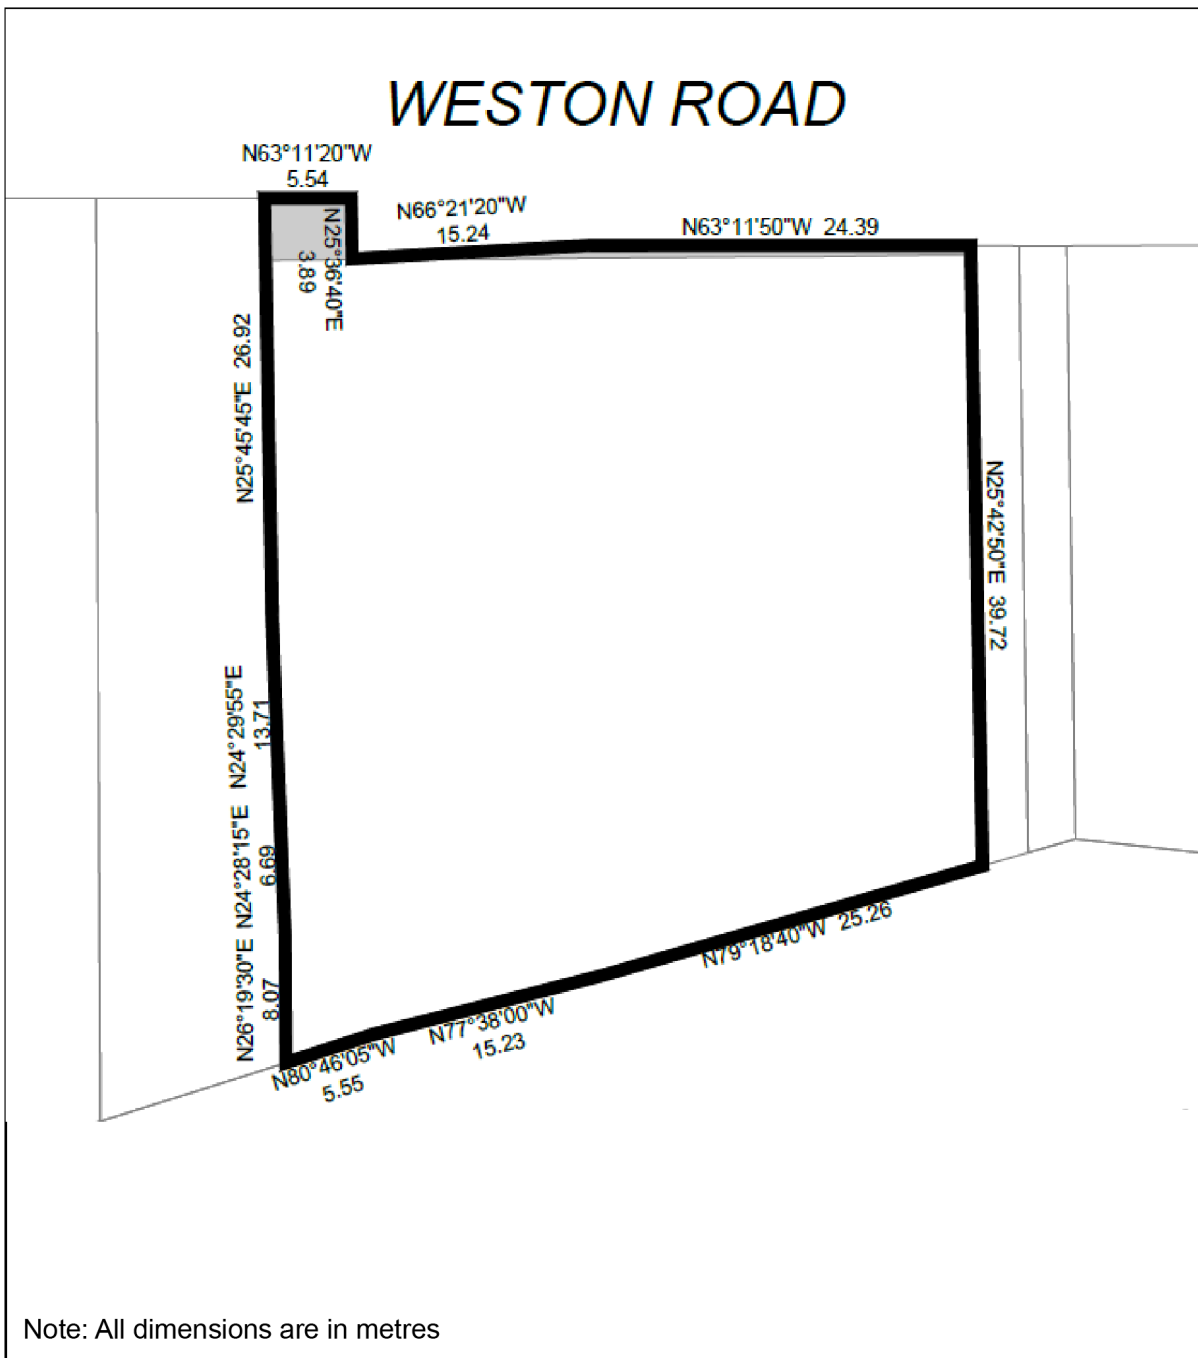 WESTON ROAD
N63°11'20"W
5.54
N66°21'20"W
15.24
N63°11'50"W 24.39
N25°36'40"E
3.89
N25°45'45"E 26.92
N25°42'50"E 39.72
N24°29'55"E
13.71
N24°28'15"E
6.69
N26°19'30"E
8.07
N80°46'05"W
5.55
N77°38'00"W
15.23
N79°18'40"W 25.26
Note: All dimensions are in metres